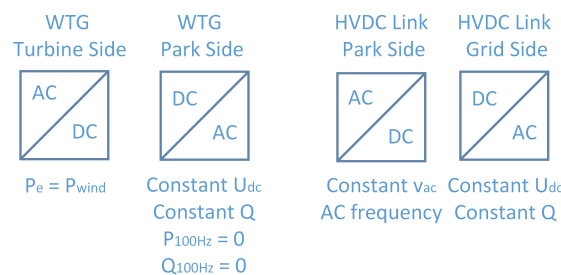 WTG
Turbine Side
AC
DC
Pe = Pwind
WTG
Park Side
DC
AC
Constant Udc
Constant Q
P100Hz = 0
Q100Hz = 0
HVDC Link
Park Side
AC
DC
Constant vac
AC frequency
HVDC Link
Grid Side
DC
AC
Constant Udc
Constant Q